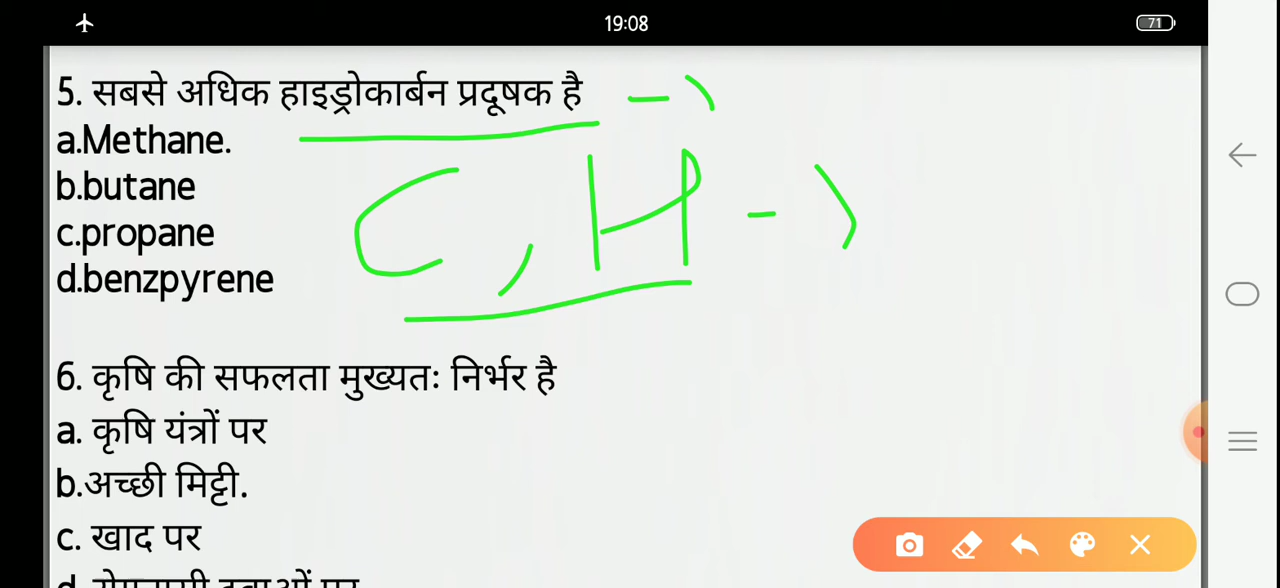 19:08
71
5. सबसे अधिक हाइड्रोकार्बन प्रदूषक है
a.Methane.
b.butane
c.propane
d.benzpyrene
C, H
6. कृषि की सफलता मुख्यतः निर्भर है
a. कृषि यंत्रों पर
b.अच्छी मिट्टी.
c. खाद पर